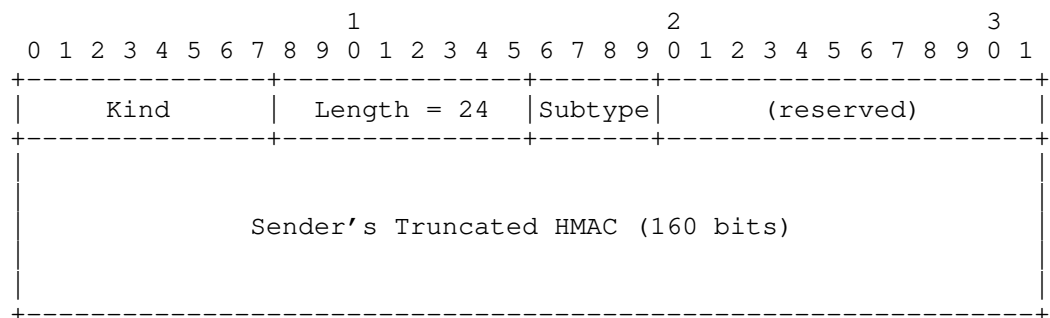 1 2 3
0 1 2 3 4 5 6 7 8 9 0 1 2 3 4 5 6 7 8 9 0 1 2 3 4 5 6 7 8 9 0 1
Kind Length = 24 Subtype (reserved)
Sender's Truncated HMAC (160 bits)